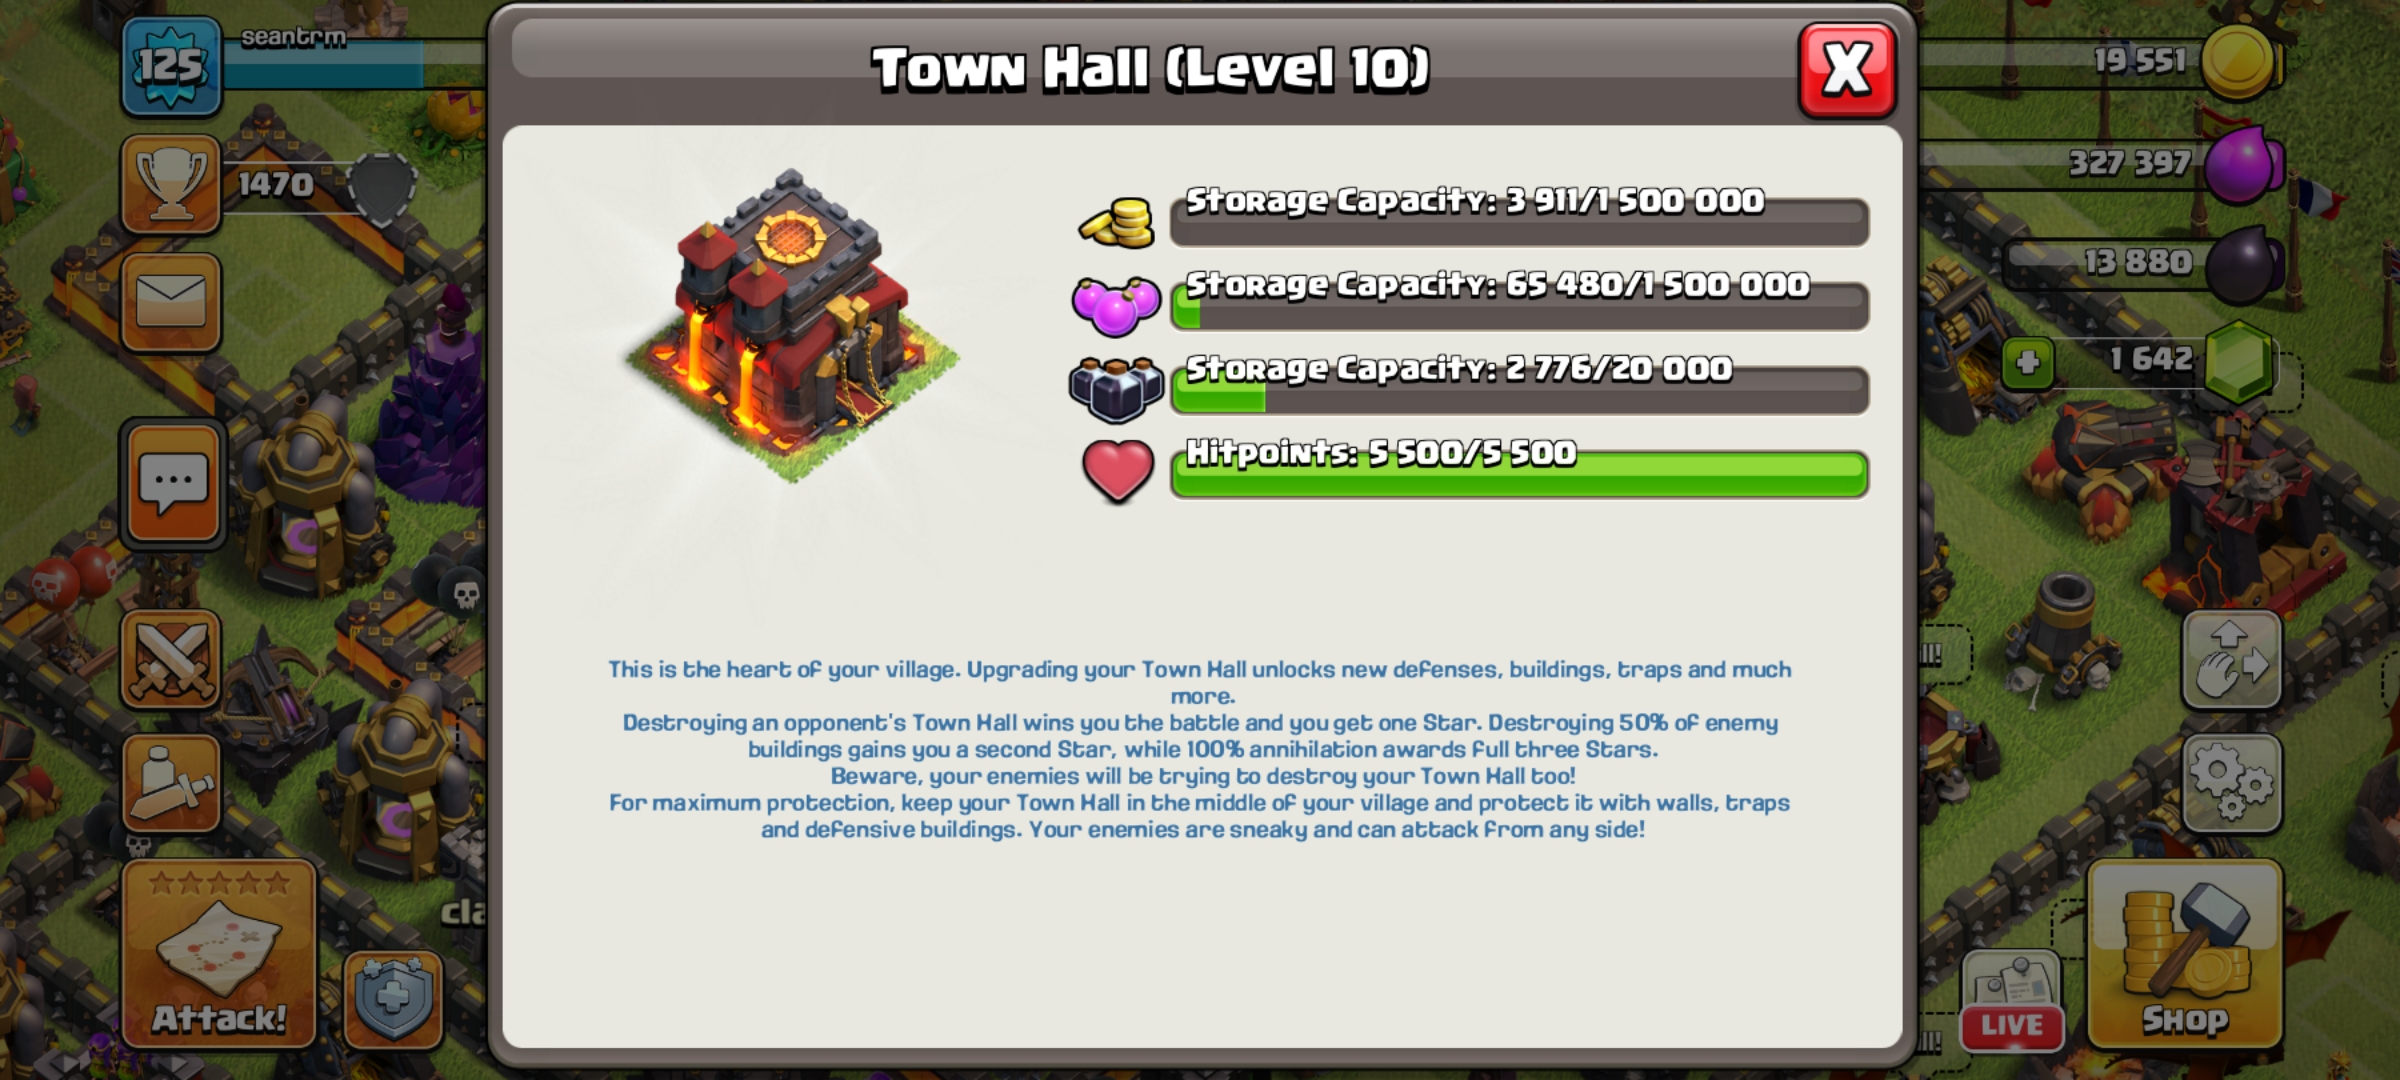 125
seantrm
Town Hall (Level 10)
X
19 551
1470
Storage Capacity: 3 911/1 500 000
327 397
Storage Capacity: 65 480/1 500 000
13 880
Storage Capacity: 2 776/20 000
1 642
Hitpoints: 5 500/5 500
This is the heart of your village. Upgrading your Town Hall unlocks new defenses, buildings, traps and much
more.
Destroying an opponent's Town Hall wins you the battle and you get one Star. Destroying 50% of enemy
buildings gains you a second Star, while 100% annihilation awards full three Stars.
Beware, your enemies will be trying to destroy your Town Hall too!
For maximum protection, keep your Town Hall in the middle of your village and protect it with walls, traps
and defensive buildings. Your enemies are sneaky and can attack from any side!
Attack!
LIVE
Shop